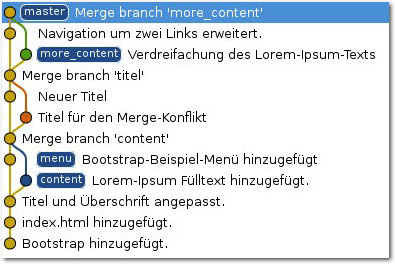 master Merge branch 'more_content'
Navigation um zwei Links erweitert.
more_content Verdreifachung des Lorem-Ipsum-Texts
Merge branch 'titel'
Neuer Titel
Titel für den Merge-Konflikt
Merge branch 'content'
menu Bootstrap-Beispiel-Menü hinzugefügt
content Lorem-Ipsum Fülltext hinzugefügt.
Titel und Überschrift angepasst.
index.html hinzugefügt.
Bootstrap hinzugefügt.